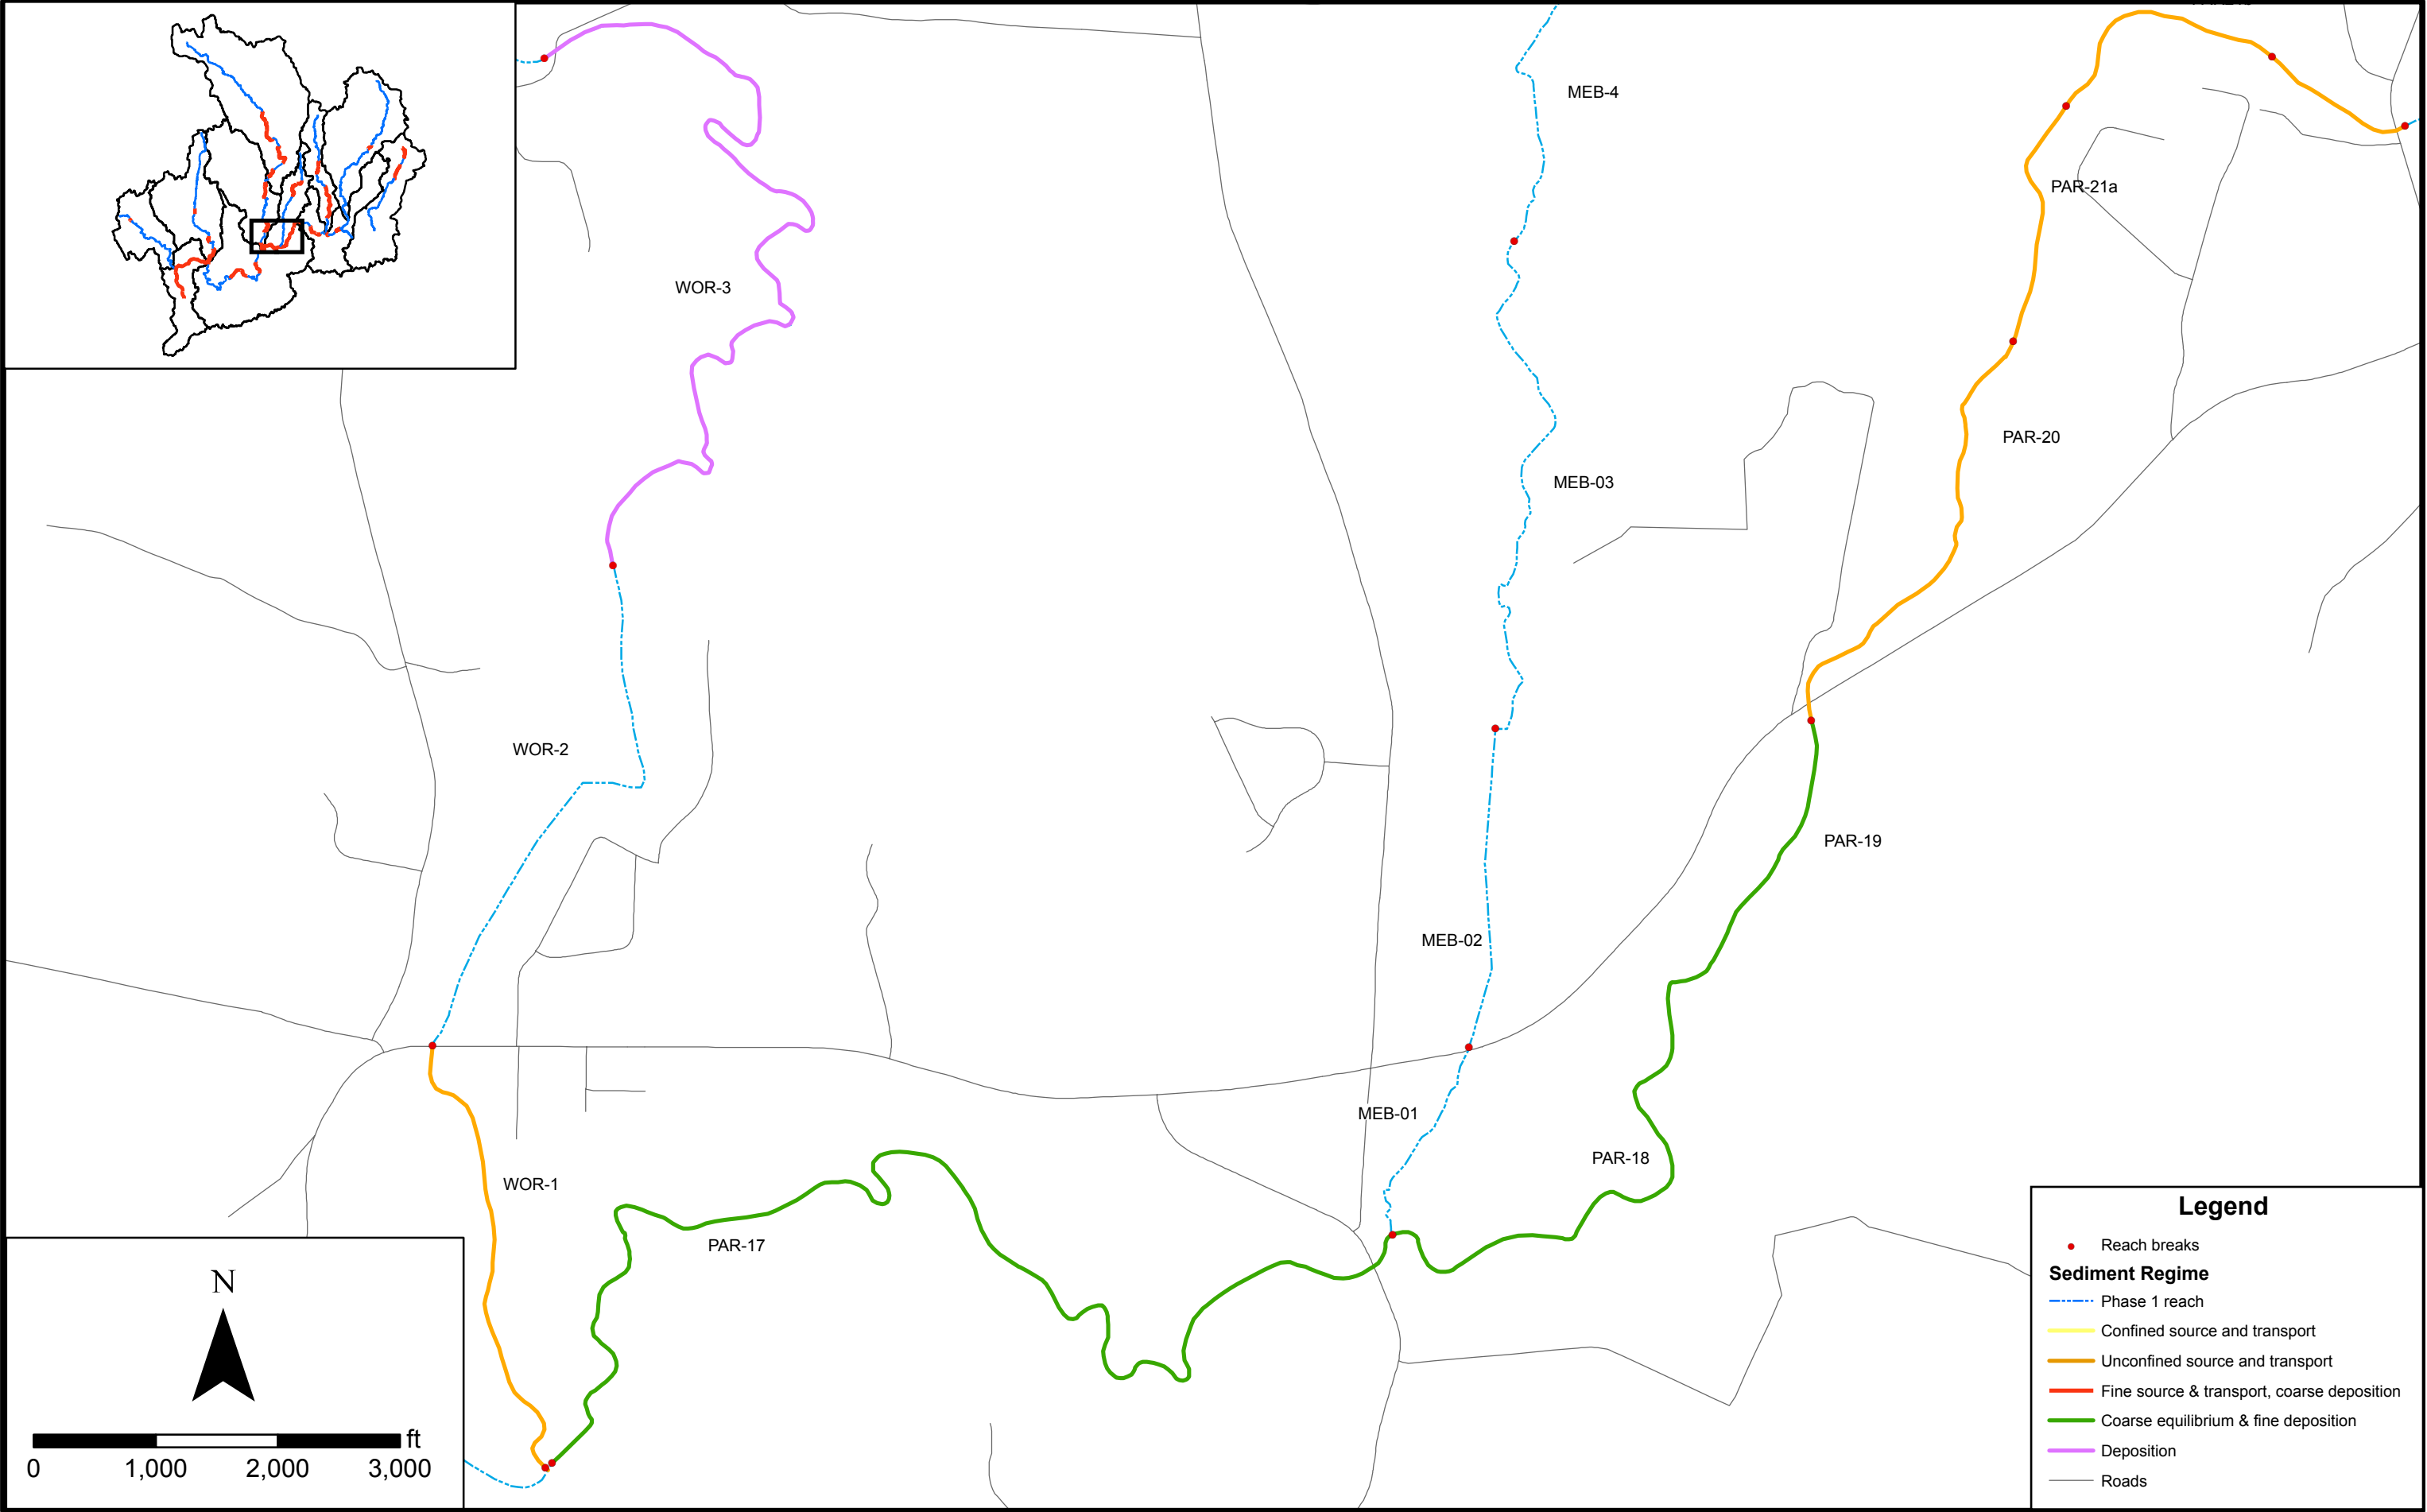 MEB-4
PAR-21a
WOR-3
PAR-20
MEB-03
WOR-2
PAR-19
MEB-02
MEB-01
PAR-18
WOR-1
PAR-17
N
ft
0 1,000 2,000 3,000
Legend
Reach breaks
Sediment Regime
Phase 1 reach
Confined source and transport
Unconfined source and transport
Fine source & transport, coarse deposition
Coarse equilibrium & fine deposition
Deposition
Roads